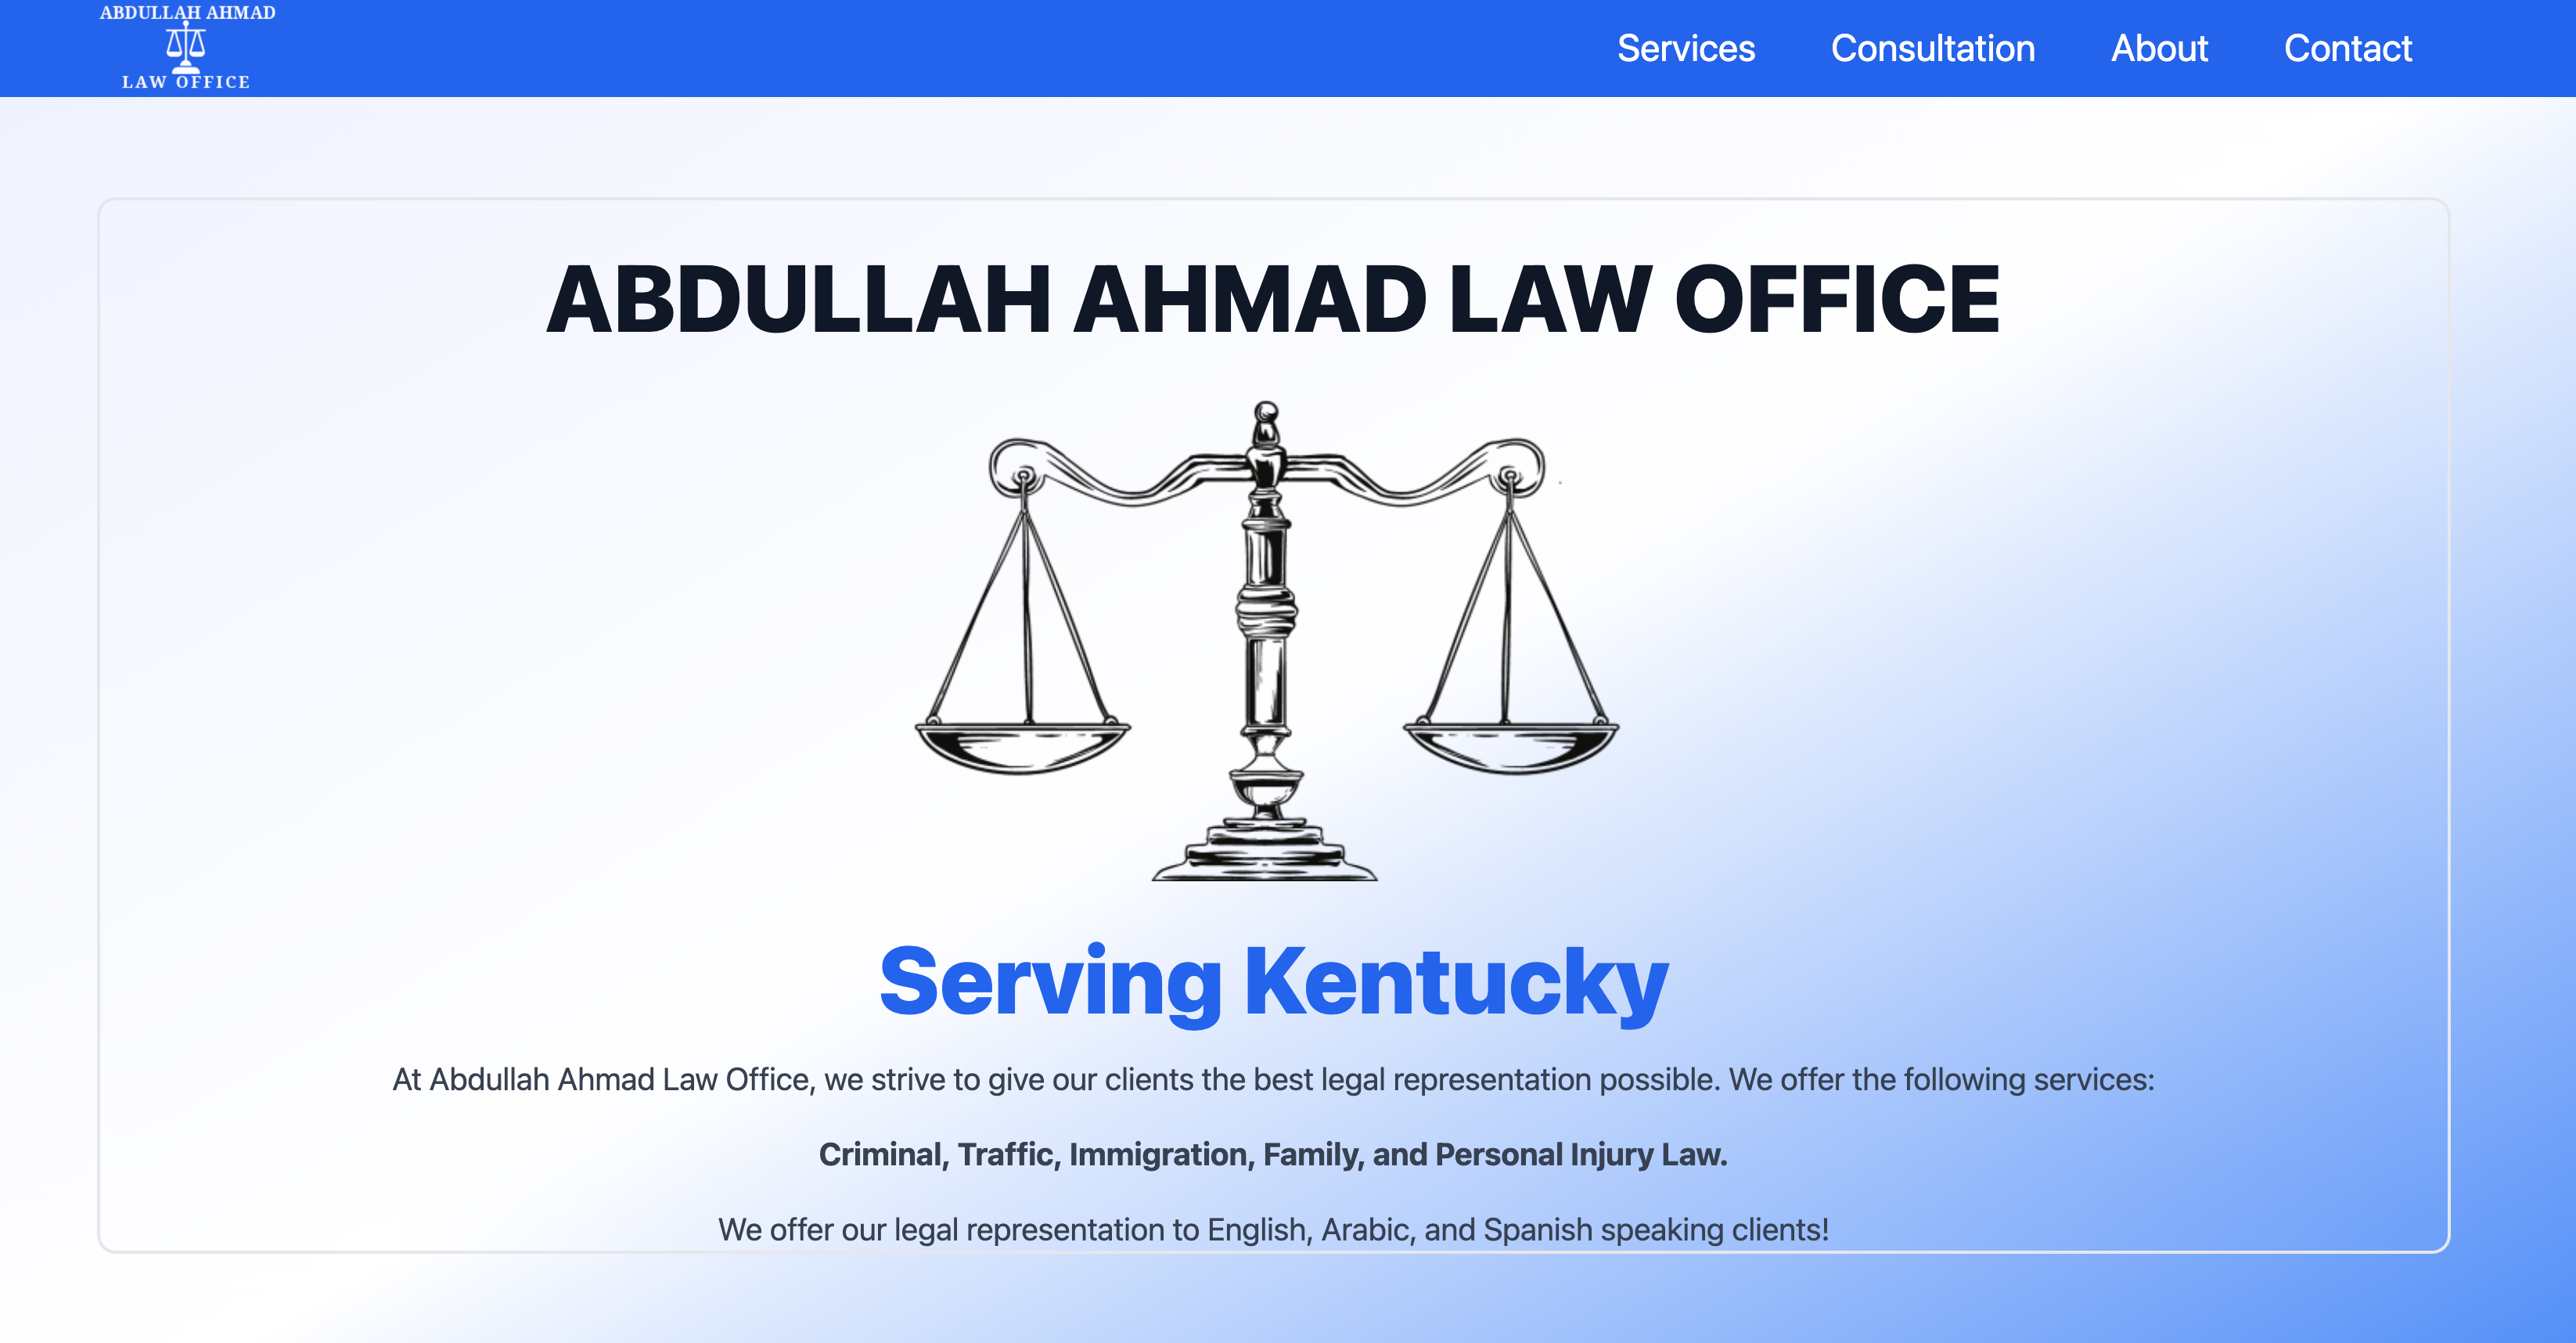 ABDULLAH AHMAD
LAW OFFICE
Services Consultation About Contact
ABDULLAH AHMAD LAW OFFICE
Serving Kentucky
At Abdullah Ahmad Law Office, we strive to give our clients the best legal representation possible. We offer the following services:
Criminal, Traffic, Immigration, Family, and Personal Injury Law.
We offer our legal representation to English, Arabic, and Spanish speaking clients!